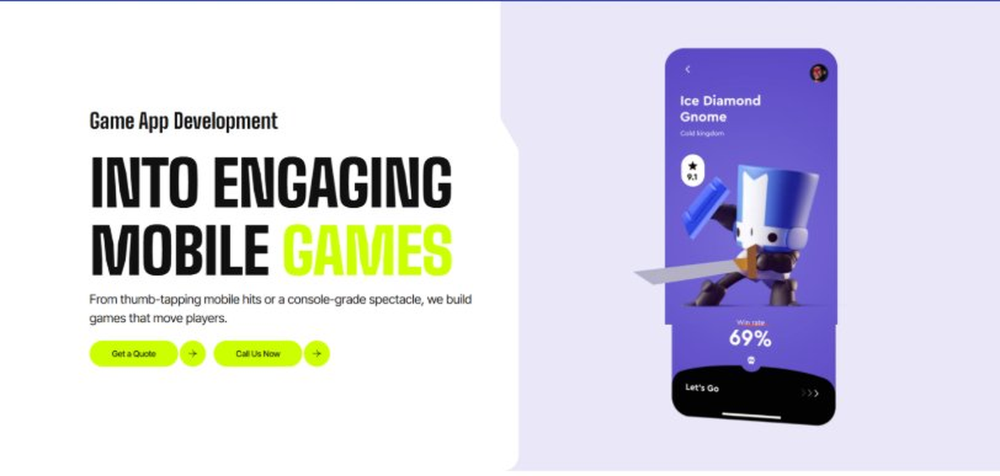 Game App Development
INTO ENGAGING
MOBILE GAMES
From thumb-tapping mobile hits or a console-grade spectacle, we build
games that move players.
Get a Quote
Call Us Now
Ice Diamond
Gnome
Cold kingdom
9.1
Win rate
69%
Let's Go